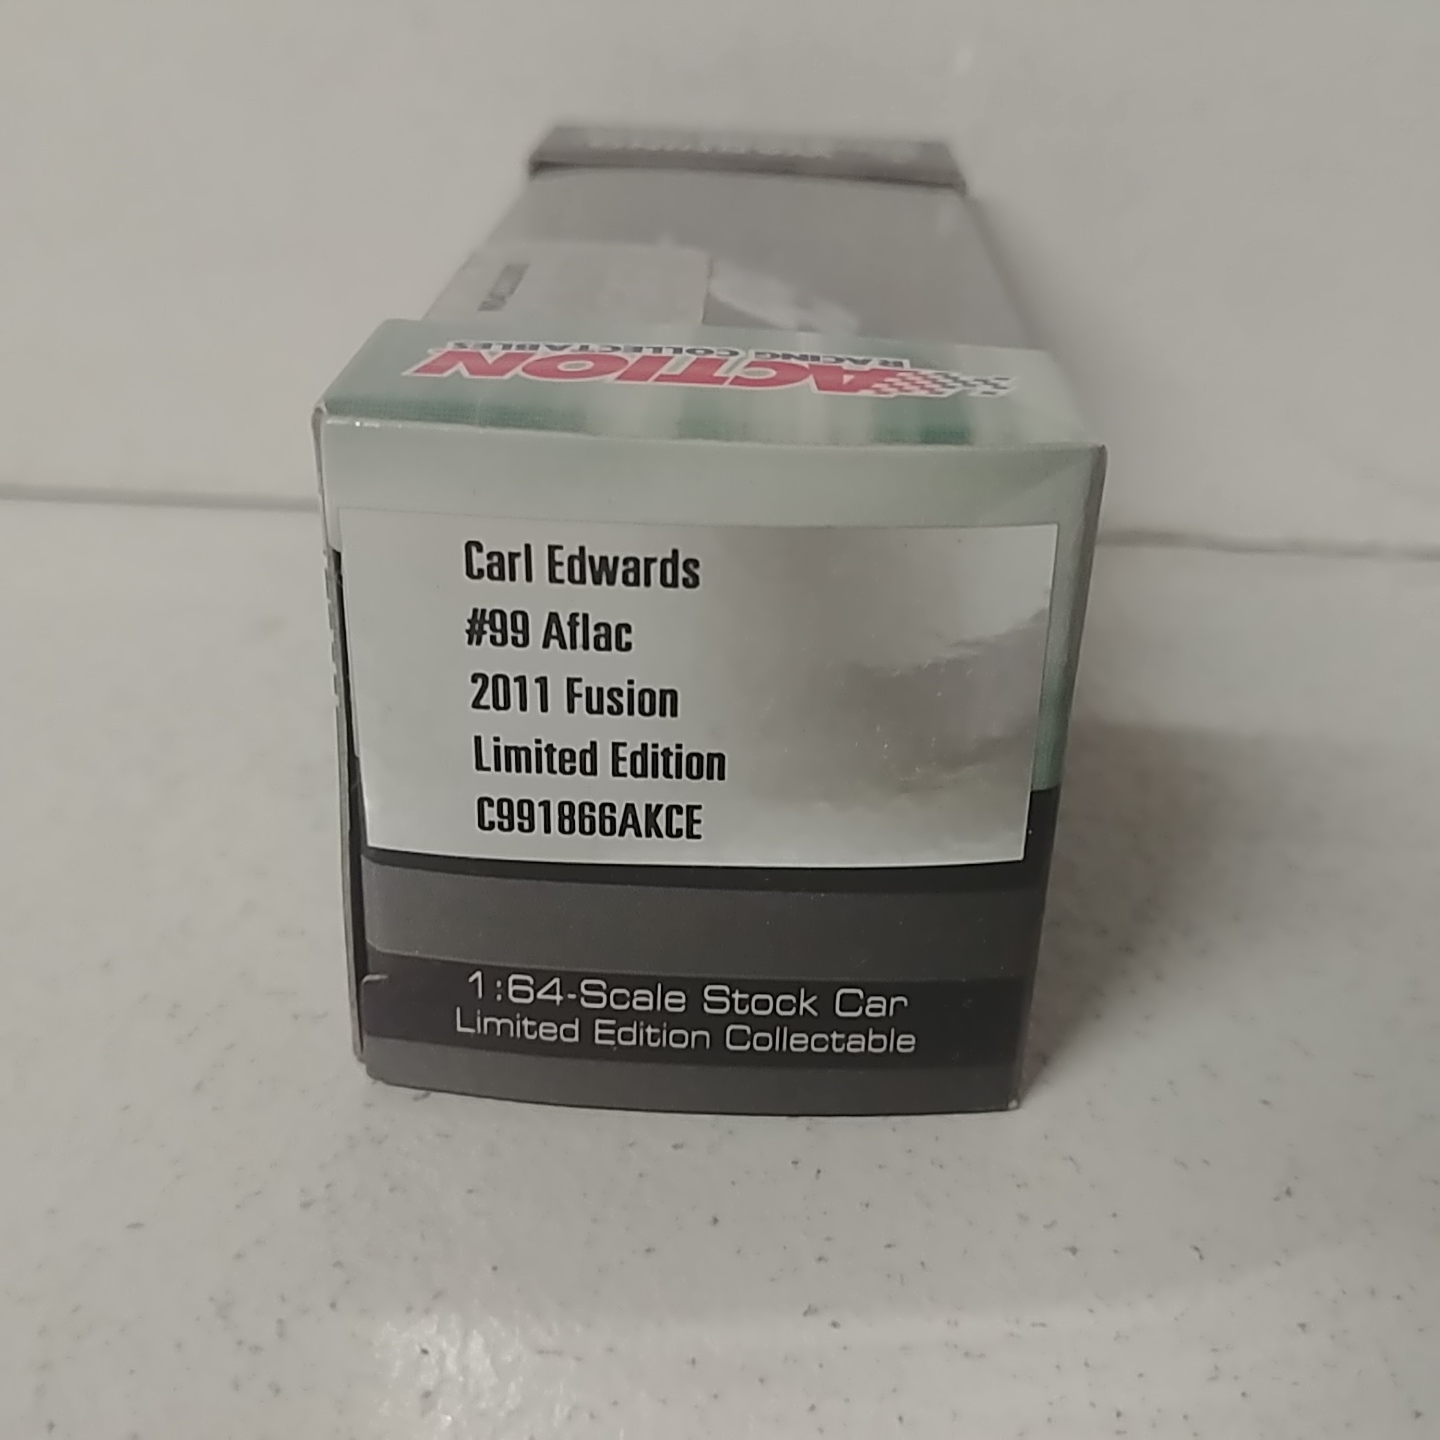 ACTION
RACING COLLECTABLES
Carl Edwards
#99 Aflac
2011 Fusion
Limited Edition
C991866AKCE
1:64-Scale Stock Car
Limited Edition Collectable